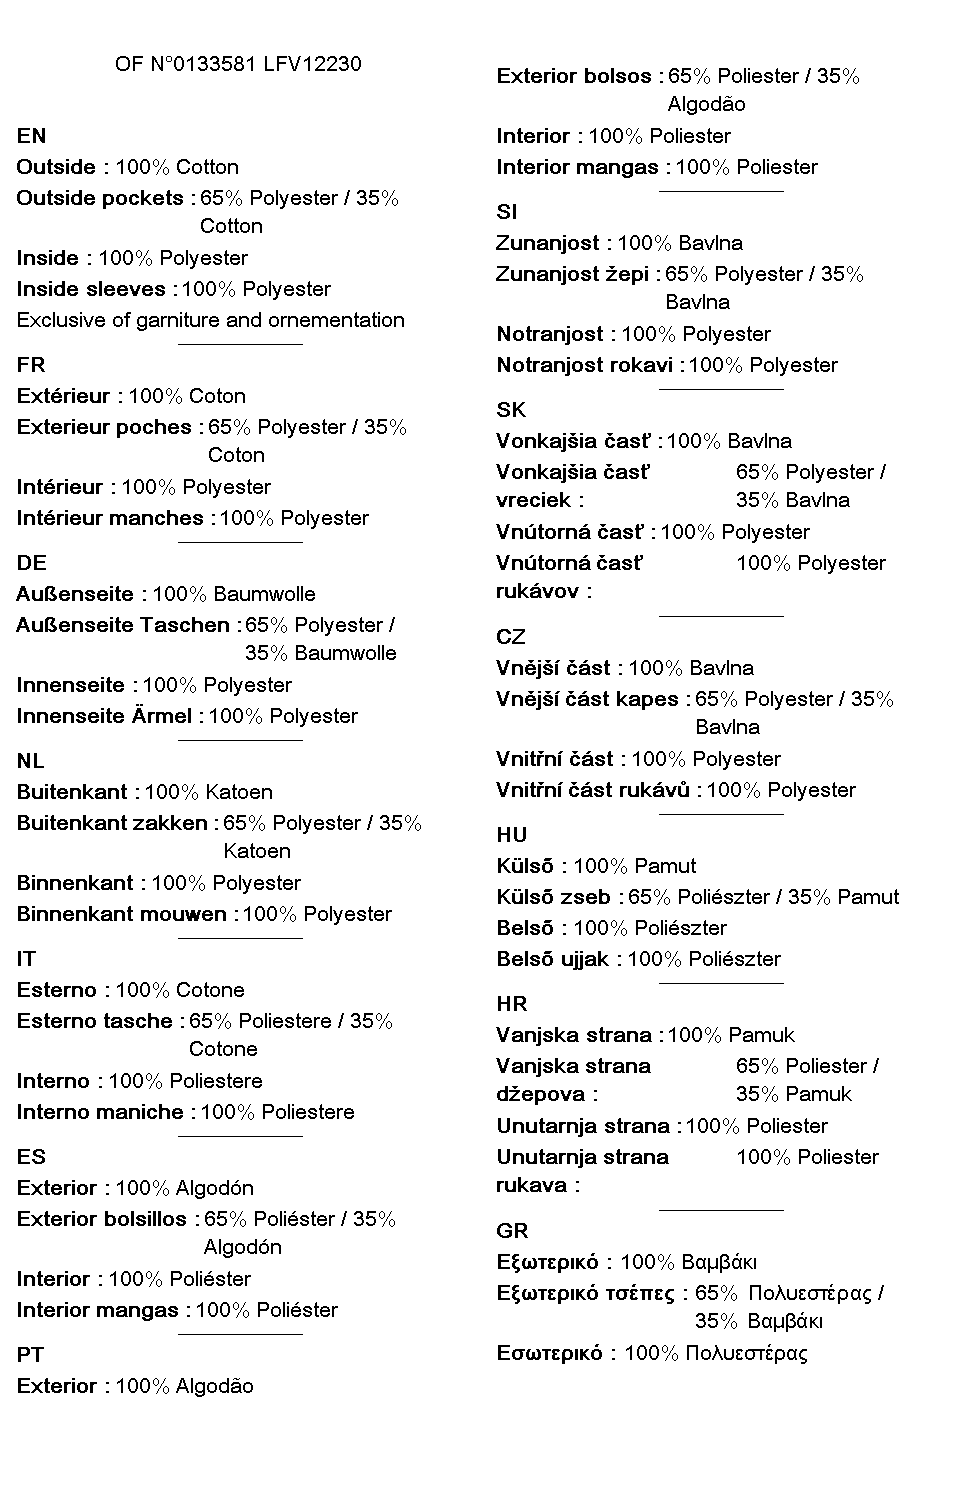 OF N°0133581 LFV12230
EN
Outside : 100% Cotton
Outside pockets : 65% Polyester / 35%
Cotton
Inside : 100% Polyester
Inside sleeves : 100% Polyester
Exclusive of garniture and ornementation
FR
Extérieur : 100% Coton
Exterieur poches : 65% Polyester / 35%
Coton
Intérieur : 100% Polyester
Intérieur manches : 100% Polyester
DE
Außenseite : 100% Baumwolle
Außenseite Taschen : 65% Polyester /
35% Baumwolle
Innenseite : 100% Polyester
Innenseite Ärmel : 100% Polyester
NL
Buitenkant : 100% Katoen
Buitenkant zakken : 65% Polyester / 35%
Katoen
Binnenkant : 100% Polyester
Binnenkant mouwen : 100% Polyester
IT
Esterno : 100% Cotone
Esterno tasche : 65% Poliestere / 35%
Cotone
Interno : 100% Poliestere
Interno maniche : 100% Poliestere
ES
Exterior : 100% Algodón
Exterior bolsillos : 65% Poliéster / 35%
Algodón
Interior : 100% Poliéster
Interior mangas : 100% Poliéster
PT
Exterior : 100% Algodão
Exterior bolsos : 65% Poliester / 35%
Algodão
Interior : 100% Poliester
Interior mangas : 100% Poliester
SI
Zunanjost : 100% Bavlna
Zunanjost žepi : 65% Polyester / 35%
Bavlna
Notranjost : 100% Polyester
Notranjost rokavi : 100% Polyester
SK
Vonkajšia časť : 100% Bavlna
Vonkajšia časť 65% Polyester /
vreciek : 35% Bavlna
Vnútorná časť : 100% Polyester
Vnútorná časť 100% Polyester
rukávov :
CZ
Vnější část : 100% Bavlna
Vnější část kapes : 65% Polyester / 35%
Bavlna
Vnitřní část : 100% Polyester
Vnitřní část rukávů : 100% Polyester
HU
Külső : 100% Pamut
Külső zseb : 65% Poliészter / 35% Pamut
Belső : 100% Poliészter
Belső ujjak : 100% Poliészter
HR
Vanjska strana : 100% Pamuk
Vanjska strana 65% Poliester /
džepova : 35% Pamuk
Unutarnja strana : 100% Poliester
Unutarnja strana 100% Poliester
rukava :
GR
Εξωτερικό : 100% Βαμβάκι
Εξωτερικό τσέπες : 65% Πολυεστέρας /
35% Βαμβάκι
Εσωτερικό : 100% Πολυεστέρας